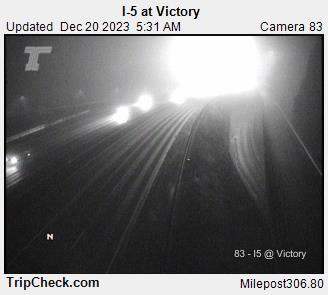 I-5 at Victory
Updated Dec 20 2023 5:31 AM Camera 83
T
N
83 - I5 @ Victory
TripCheck.com Milepost306.80